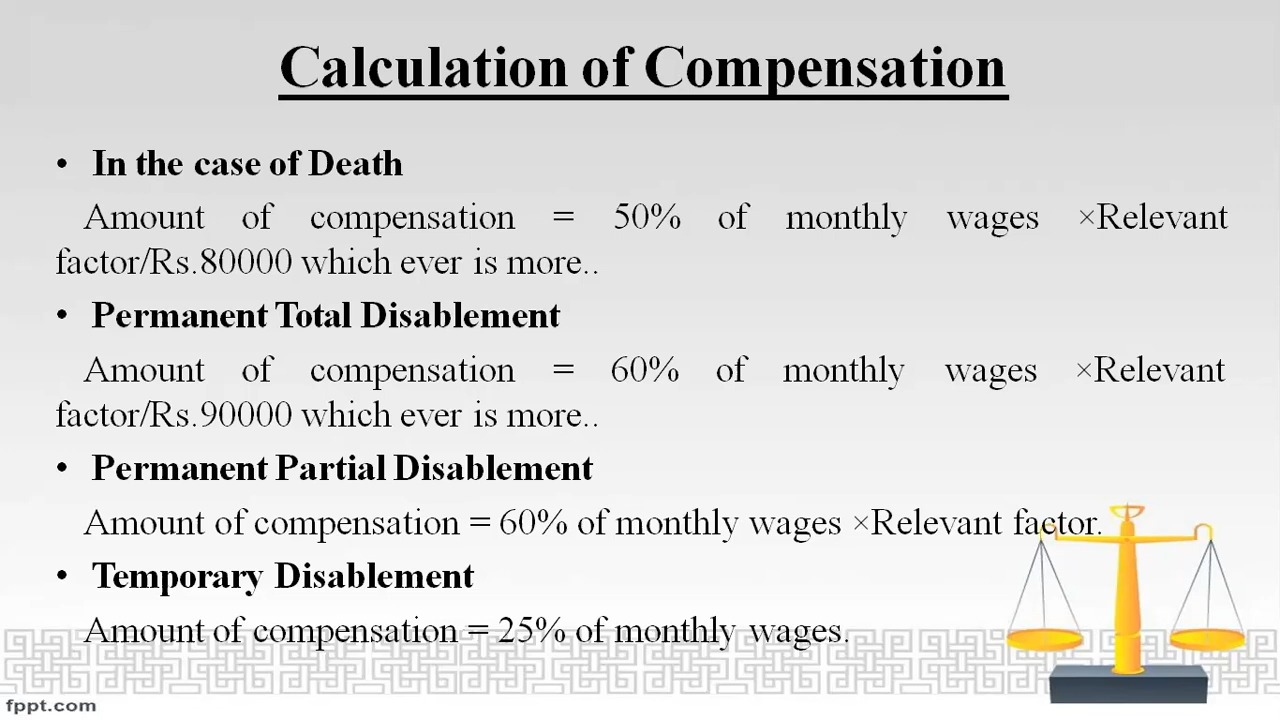 Calculation of Compensation
• In the case of Death
Amount of compensation = 50% of monthly wages ×Relevant
factor/Rs.80000 which ever is more..
• Permanent Total Disablement
Amount of compensation = 60% of monthly wages ×Relevant
factor/Rs.90000 which ever is more..
• Permanent Partial Disablement
Amount of compensation = 60% of monthly wages ×Relevant factor.
• Temporary Disablement
Amount of compensation = 25% of monthly wages.
fppt.com